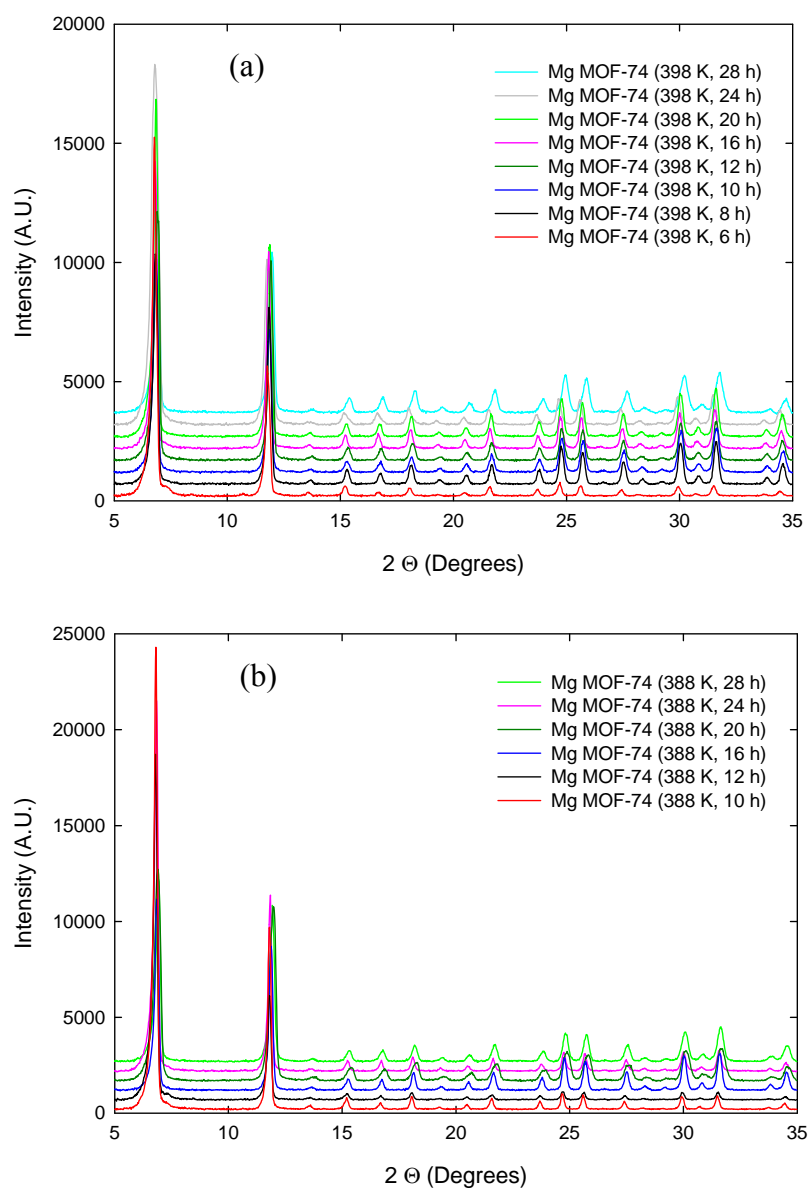 20000
(a)
Mg MOF-74 (398 K, 28 h)
Mg MOF-74 (398 K, 24 h)
Mg MOF-74 (398 K, 20 h)
Mg MOF-74 (398 K, 16 h)
Mg MOF-74 (398 K, 12 h)
Mg MOF-74 (398 K, 10 h)
Mg MOF-74 (398 K, 8 h)
Mg MOF-74 (398 K, 6 h)
15000
10000
5000
0
Intensity (A.U.)
5 10 15 20 25 30 35
2 Θ (Degrees)
25000
(b)
Mg MOF-74 (388 K, 28 h)
Mg MOF-74 (388 K, 24 h)
Mg MOF-74 (388 K, 20 h)
Mg MOF-74 (388 K, 16 h)
Mg MOF-74 (388 K, 12 h)
Mg MOF-74 (388 K, 10 h)
20000
15000
10000
5000
0
Intensity (A.U.)
5 10 15 20 25 30 35
2 Θ (Degrees)